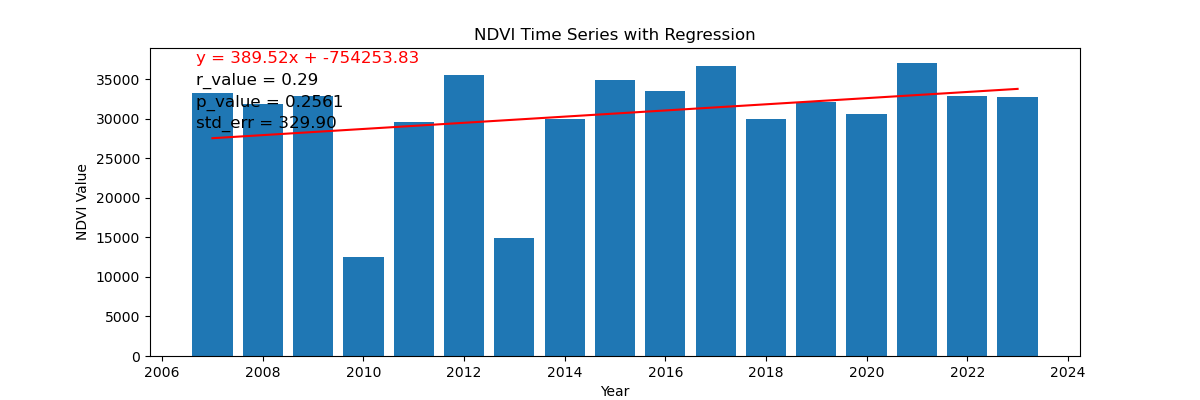 NDVI Time Series with Regression
y = 389.52x + -754253.83
r_value = 0.29
p_value = 0.2561
std_err = 329.90
NDVI Value
35000
30000
25000
20000
15000
10000
5000
0
2006 2008 2010 2012 2014 2016 2018 2020 2022 2024
Year